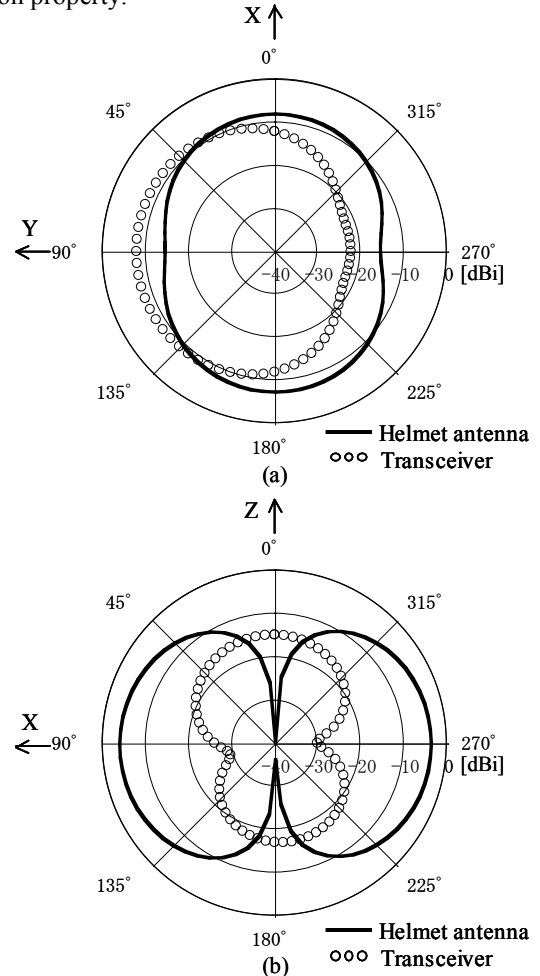 on property.
X
0°
45° 315°
Y
90° 270°
−40 −30 −20 −10 0 [dBi]
135° 225°
180°
Helmet antenna
Transceiver
(a)
Z
0°
45° 315°
X
90° 270°
−40 −30 −20 −10 0 [dBi]
135° 225°
180°
Helmet antenna
Transceiver
(b)